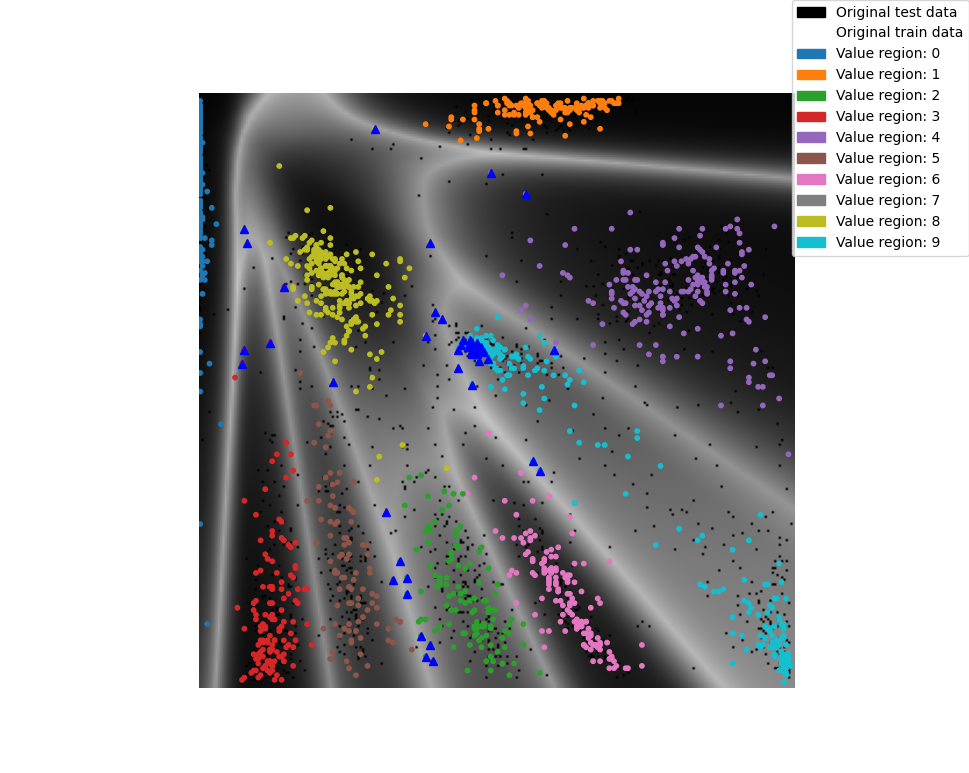 Original test data
Original train data
Value region: 0
Value region: 1
Value region: 2
Value region: 3
Value region: 4
Value region: 5
Value region: 6
Value region: 7
Value region: 8
Value region: 9